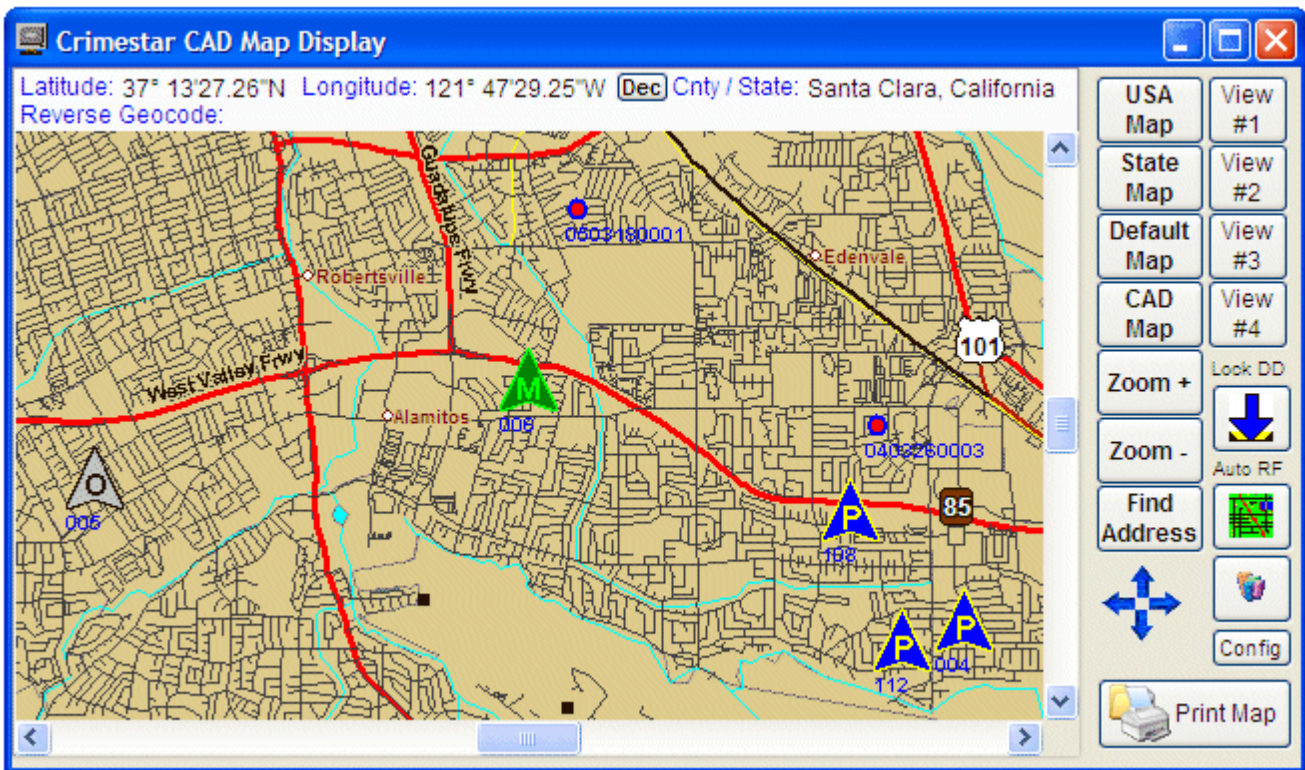 Crimestar CAD Map Display
Latitude: 37° 13'27.26"N Longitude: 121° 47'29.25"W Dec Cnty / State: Santa Clara, California
Reverse Geocode:
USA Map
View #1
State Map
View #2
Default Map
View #3
CAD Map
View #4
Zoom +
Lock DD
Zoom -
Auto RF
Find Address
Config
Print Map
Guadalupe FWY
0503180001
Robertsville
Edenvale
101
West Valley Frwy
M
Alamitos
008
0403260003
O
005
85
P
198
P
P
004
112